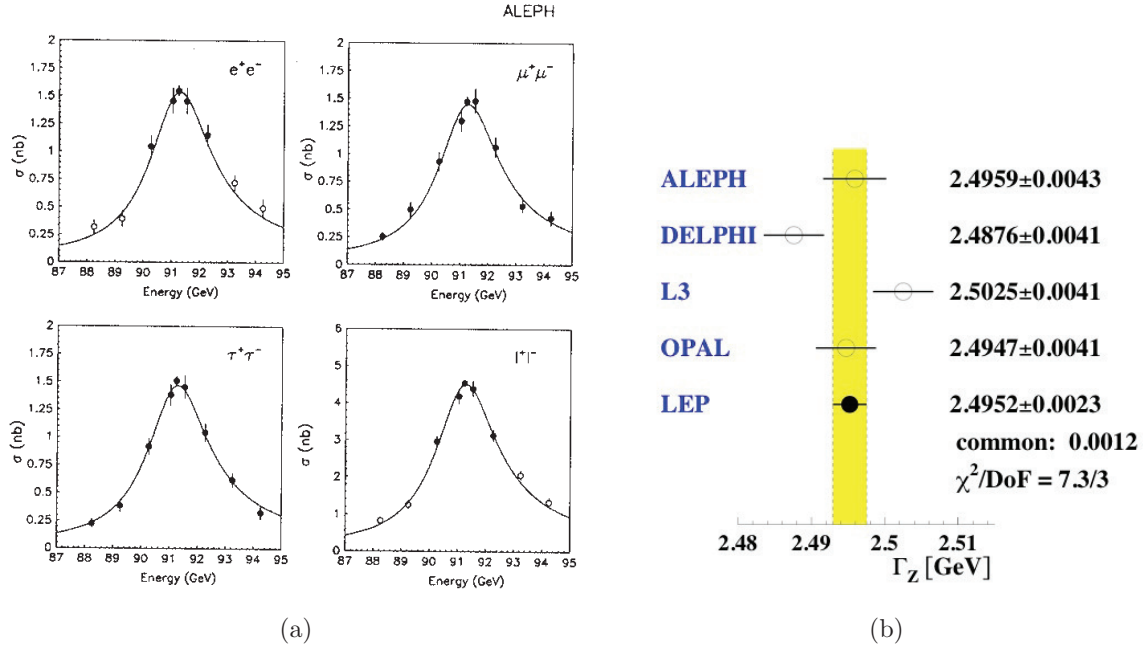 ALEPH
2
1.75
1.5
1.25
1
0.75
0.5
0.25
0
σ (nb)
e⁺e⁻
87 88 89 90 91 92 93 94 95
Energy (GeV)
2
1.75
1.5
1.25
1
0.75
0.5
0.25
0
σ (nb)
μ⁺μ⁻
87 88 89 90 91 92 93 94 95
Energy (GeV)
2
1.75
1.5
1.25
1
0.75
0.5
0.25
0
σ (nb)
τ⁺τ⁻
87 88 89 90 91 92 93 94 95
Energy (GeV)
6
5
4
3
2
1
0
σ (nb)
l⁺l⁻
87 88 89 90 91 92 93 94 95
Energy (GeV)
(a)
ALEPH 2.4959±0.0043
DELPHI 2.4876±0.0041
L3 2.5025±0.0041
OPAL 2.4947±0.0041
LEP 2.4952±0.0023
common: 0.0012
χ²/DoF = 7.3/3
2.48 2.49 2.5 2.51
Γ_Z [GeV]
(b)